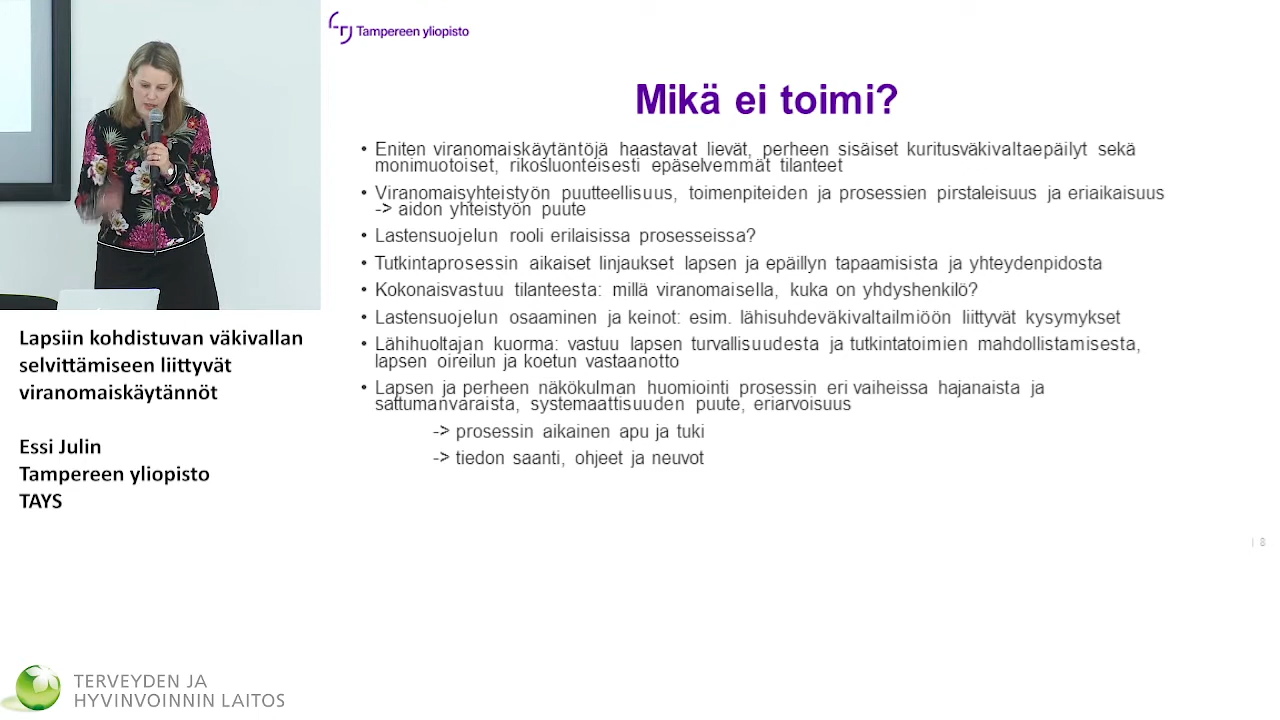 Tampereen yliopisto
Mikä ei toimi?
• Eniten viranomaiskäytäntöjä haastavat lievät, perheen sisäiset kuritusväkivaltaepäilyt sekä
monimuotoiset, rikosluonteisesti epäselvemmät tilanteet
• Viranomaisyhteistyön puutteellisuus, toimenpiteiden ja prosessien pirstaleisuus ja eriaikaisuus
-> aidon yhteistyön puute
• Lastensuojelun rooli erilaisissa prosesseissa?
• Tutkintaprosessin aikaiset linjaukset lapsen ja epäillyn tapaamisista ja yhteydenpidosta
• Kokonaisvastuu tilanteesta: millä viranomaisella, kuka on yhdyshenkilö?
• Lastensuojelun osaaminen ja keinot: esim. lähisuhdeväkivaltailmiöön liittyvät kysymykset
• Lähihuoltajan kuorma: vastuu lapsen turvallisuudesta ja tutkintatoimien mahdollistamisesta,
lapsen oireilun ja koetun vastaanotto
• Lapsen ja perheen näkökulman huomiointi prosessin eri vaiheissa hajanaista ja
sattumanvaraista, systemaattisuuden puute, eriarvoisuus
-> prosessin aikainen apu ja tuki
-> tiedon saanti, ohjeet ja neuvot
| 8
Lapsiin kohdistuvan väkivallan
selvittämiseen liittyvät
viranomaiskäytännöt
Essi Julin
Tampereen yliopisto
TAYS
TERVEYDEN JA
HYVINVOINNIN LAITOS